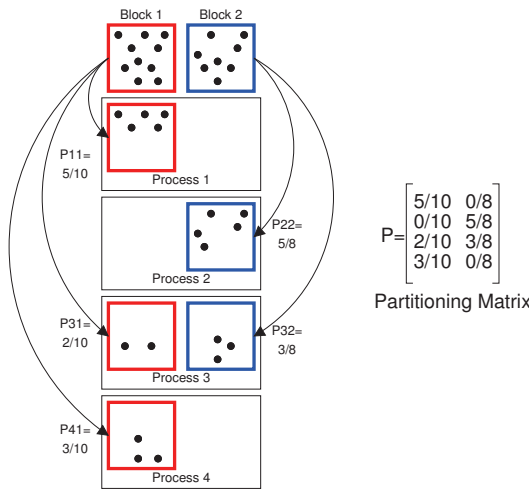 Block 1 Block 2
P11=
5/10
Process 1
P22=
5/8
Process 2
P31=
2/10
P32=
3/8
Process 3
P41=
3/10
Process 4
P=
5/10 0/8
0/10 5/8
2/10 3/8
3/10 0/8
Partitioning Matrix